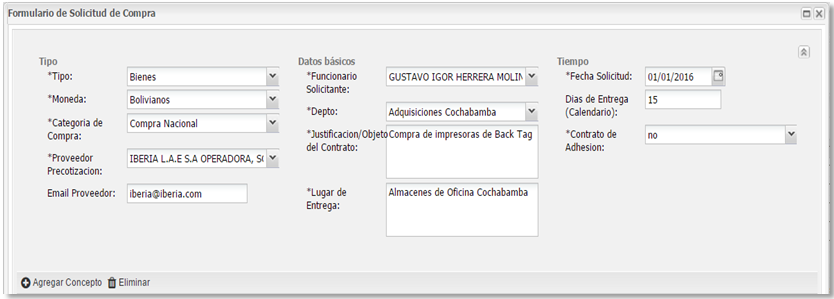 Formulario de Solicitud de Compra
Tipo
*Tipo: Bienes
*Moneda: Bolivianos
*Categoria de Compra: Compra Nacional
*Proveedor Precotizacion: IBERIA L.A.E S.A OPERADORA, S
Email Proveedor: iberia@iberia.com
Datos básicos
*Funcionario Solicitante: GUSTAVO IGOR HERRERA MOLIN
*Depto: Adquisiciones Cochabamba
*Justificacion/Objeto del Contrato: Compra de impresoras de Back Tag
*Lugar de Entrega: Almacenes de Oficina Cochabamba
Tiempo
*Fecha Solicitud: 01/01/2016
Dias de Entrega (Calendario): 15
*Contrato de Adhesion: no
Agregar Concepto Eliminar